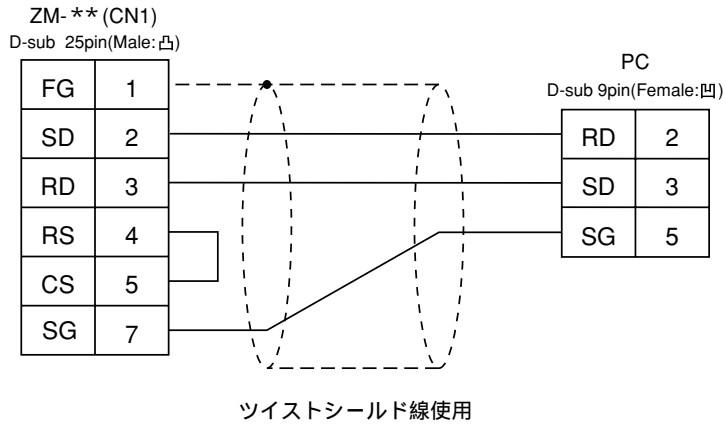 ZM-** (CN1)
D-sub 25pin(Male:凸)
FG 1
SD 2
RD 3
RS 4
CS 5
SG 7
PC
D-sub 9pin(Female:凹)
RD 2
SD 3
SG 5
ツイストシールド線使用